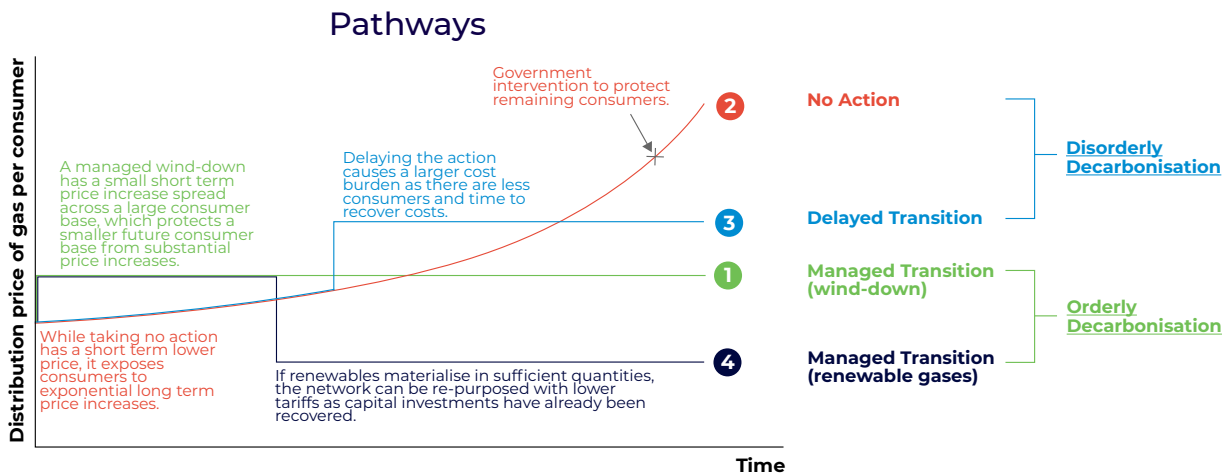 Pathways
Distribution price of gas per consumer
Government
intervention to protect
remaining consumers.
A managed wind-down
has a small short term
price increase spread
across a large consumer
base, which protects a
smaller future consumer
base from substantial
price increases.
Delaying the action
causes a larger cost
burden as there are less
consumers and time to
recover costs.
While taking no action
has a short term lower
price, it exposes
consumers to
exponential long term
price increases.
If renewables materialise in sufficient quantities,
the network can be re-purposed with lower
tariffs as capital investments have already been
recovered.
2
No Action
3
Delayed Transition
1
Managed Transition
(wind-down)
4
Managed Transition
(renewable gases)
Disorderly
Decarbonisation
Orderly
Decarbonisation
Time